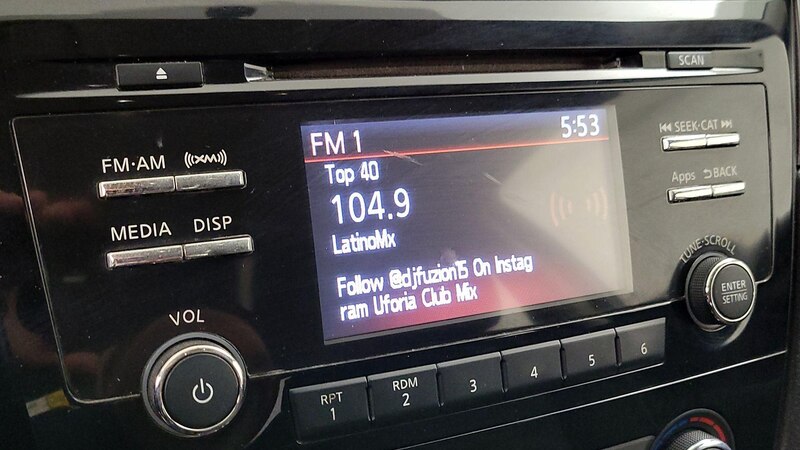 SCAN
FM·AM
XM
MEDIA
DISP
VOL
FM 1
5:53
Top 40
104.9
LatinoMx
Follow @djfuzion15 On Instag
ram Uforia Club Mix
SEEK·CAT
Apps
BACK
TUNE·SCROLL
ENTER
SETTING
RPT
1
RDM
2
3
4
5
6